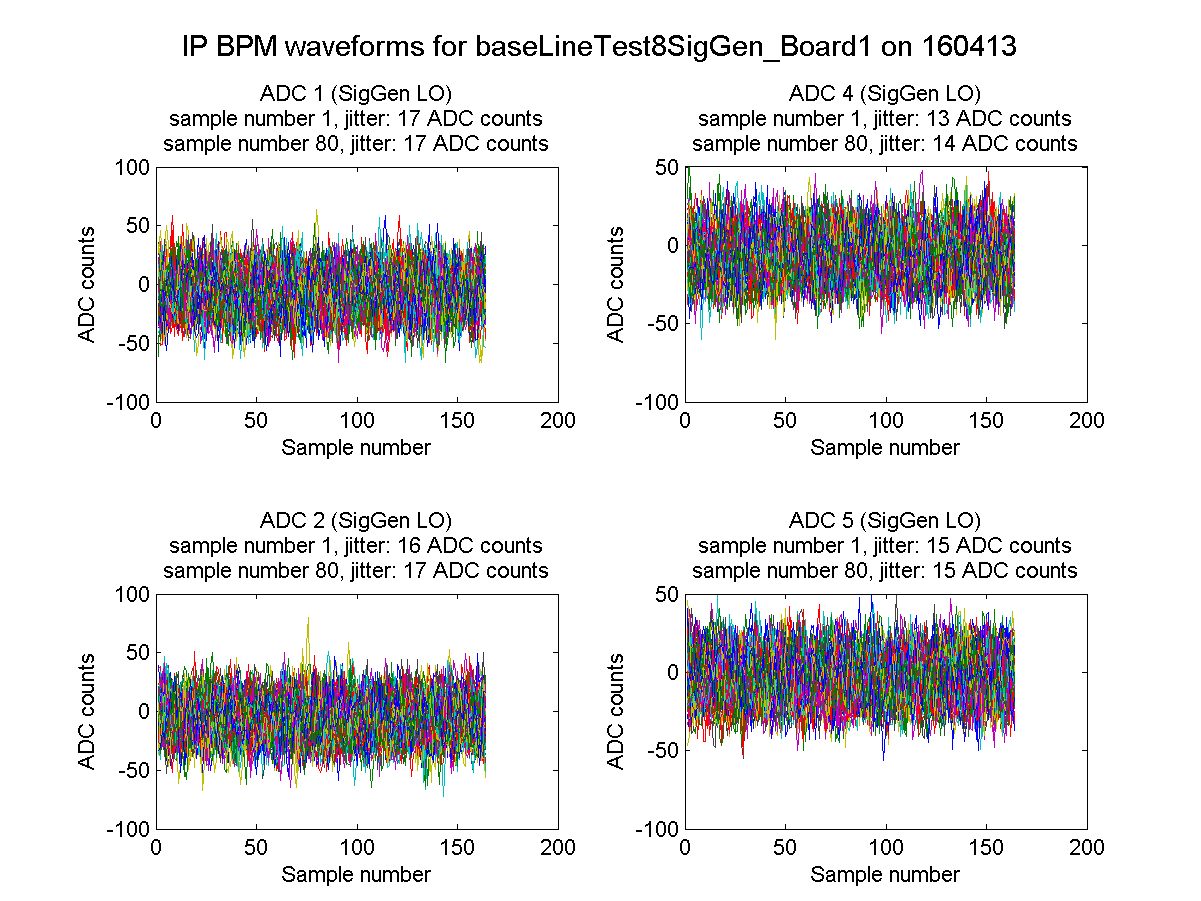 IP BPM waveforms for baseLineTest8SigGen_Board1 on 160413
ADC 1 (SigGen LO)
sample number 1, jitter: 17 ADC counts
sample number 80, jitter: 17 ADC counts
100
50
0
-50
-100
ADC counts
0 50 100 150 200
Sample number
ADC 4 (SigGen LO)
sample number 1, jitter: 13 ADC counts
sample number 80, jitter: 14 ADC counts
50
0
-50
-100
ADC counts
0 50 100 150 200
Sample number
ADC 2 (SigGen LO)
sample number 1, jitter: 16 ADC counts
sample number 80, jitter: 17 ADC counts
100
50
0
-50
-100
ADC counts
0 50 100 150 200
Sample number
ADC 5 (SigGen LO)
sample number 1, jitter: 15 ADC counts
sample number 80, jitter: 15 ADC counts
50
0
-50
-100
ADC counts
0 50 100 150 200
Sample number